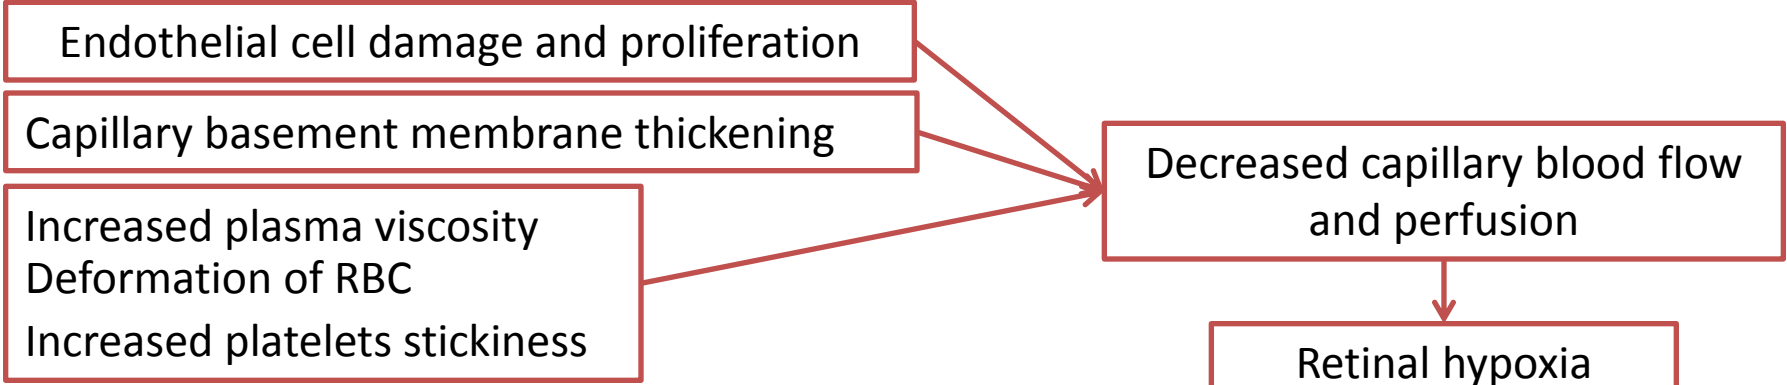 Endothelial cell damage and proliferation
Capillary basement membrane thickening
Increased plasma viscosity
Deformation of RBC
Increased platelets stickiness
Decreased capillary blood flow
and perfusion
Retinal hypoxia